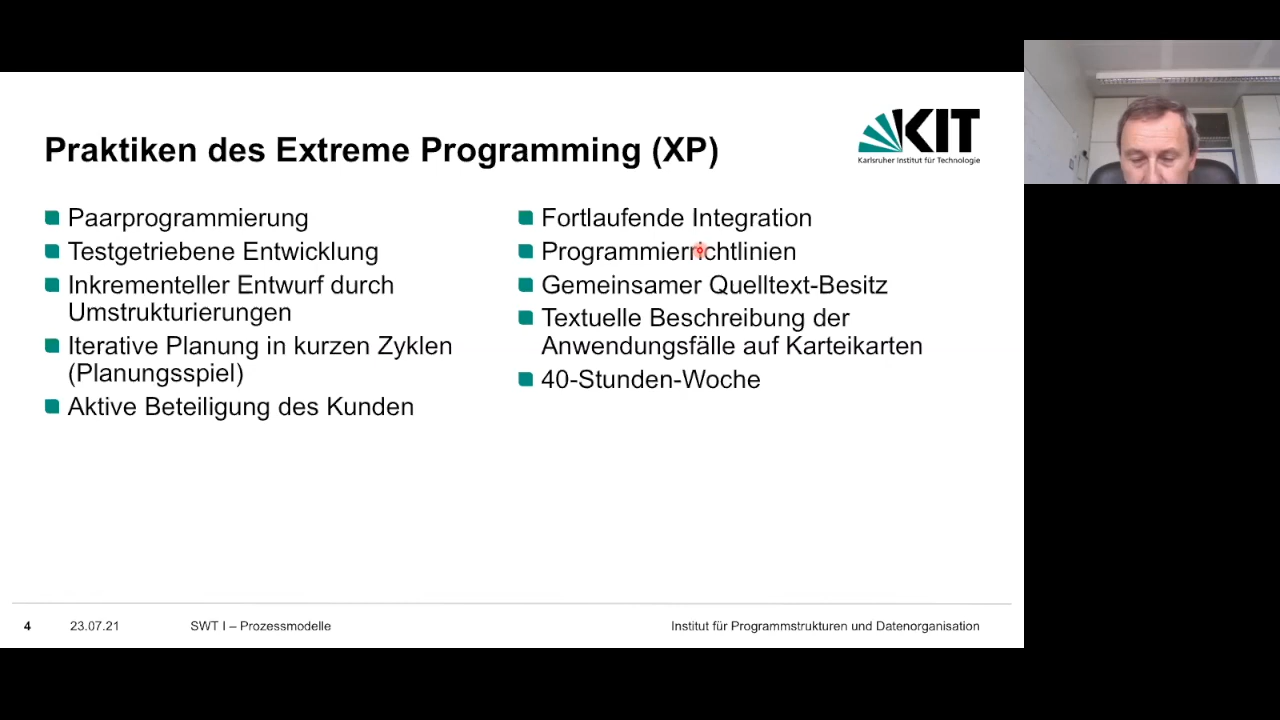 KIT
Karlsruher Institut für Technologie
Praktiken des Extreme Programming (XP)
Paarprogrammierung
Testgetriebene Entwicklung
Inkrementeller Entwurf durch
Umstrukturierungen
Iterative Planung in kurzen Zyklen
(Planungsspiel)
Aktive Beteiligung des Kunden
Fortlaufende Integration
Programmierrichtlinien
Gemeinsamer Quelltext-Besitz
Textuelle Beschreibung der
Anwendungsfälle auf Karteikarten
40-Stunden-Woche
4 23.07.21 SWT I – Prozessmodelle Institut für Programmstrukturen und Datenorganisation